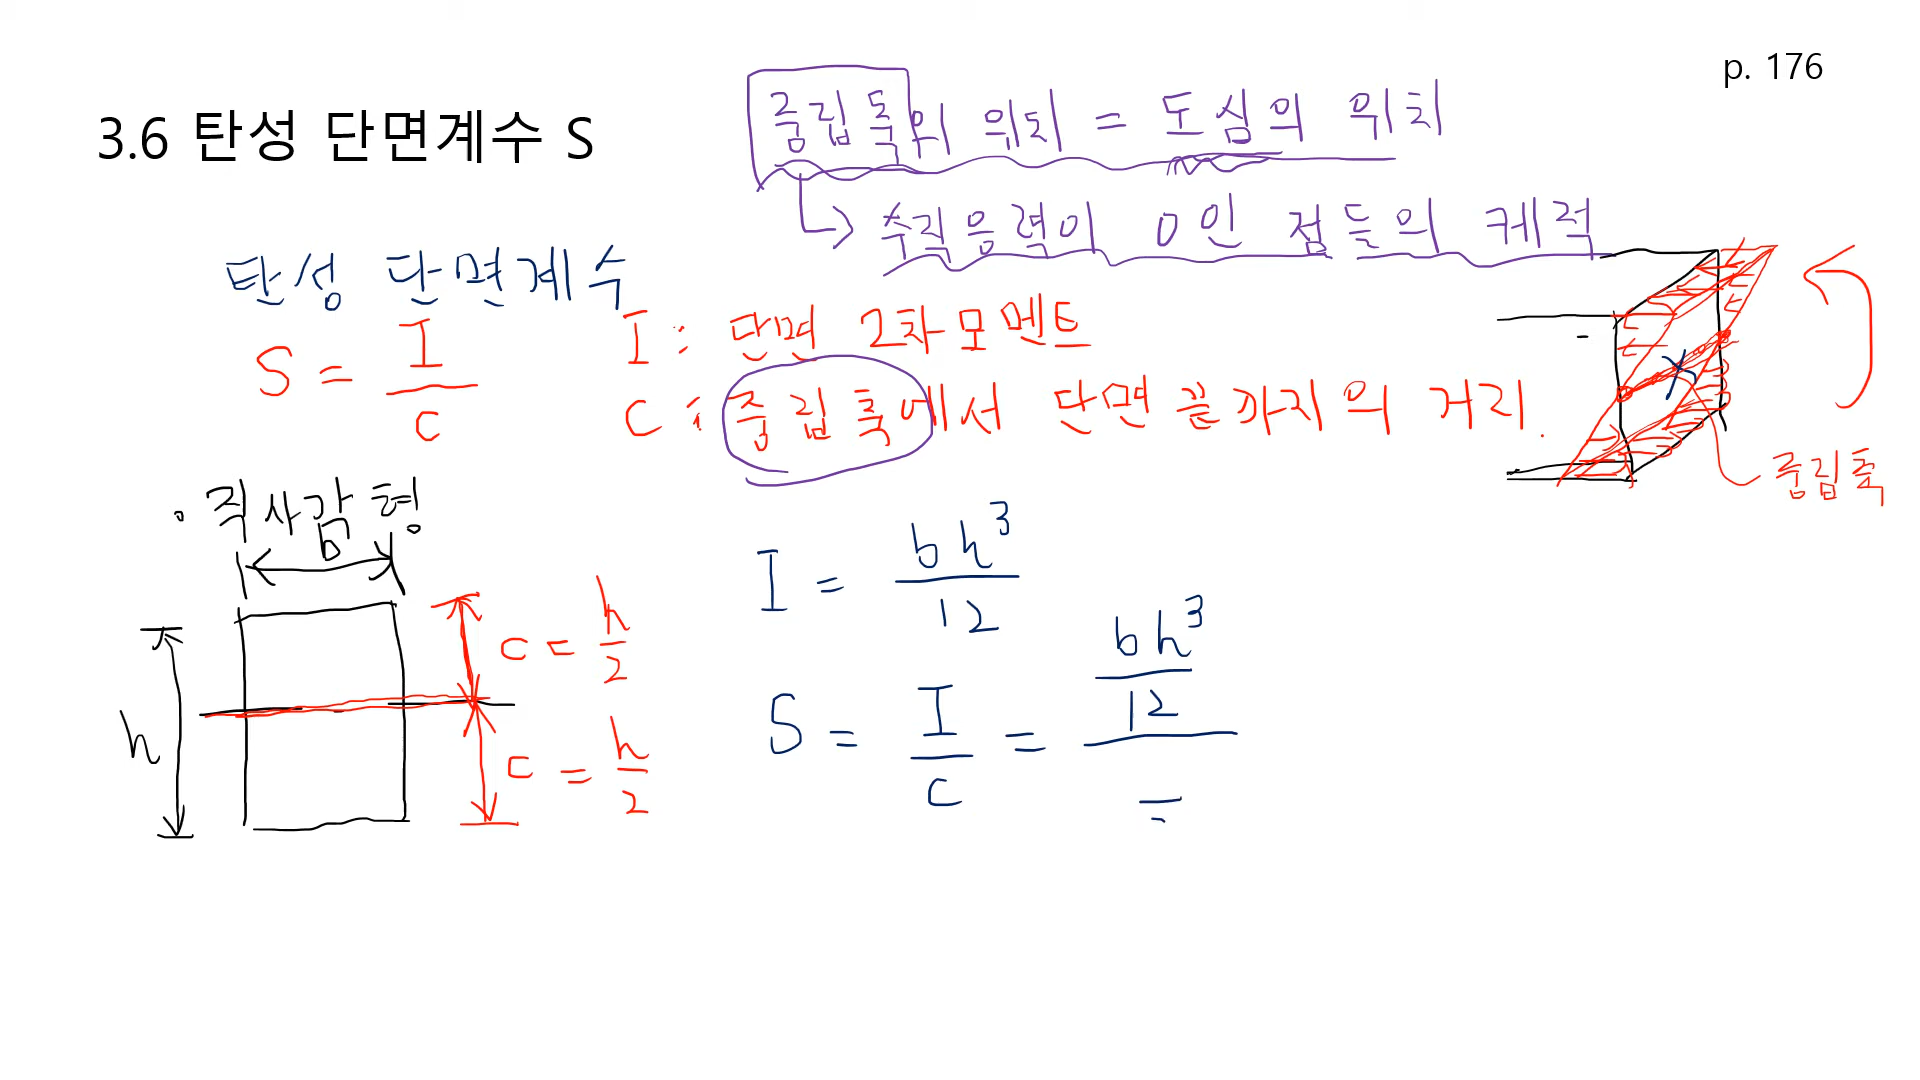 p. 176
3.6 탄성 단면계수 S
중립축의 위치 = 도심의 위치
수직응력이 0인 점들의 궤적
탄성 단면계수
S = I / c
I : 단면 2차모멘트
C : 중립축에서 단면 끝까지의 거리.
중립축
· 직사각형
b
h
c = h/2
c = h/2
I = bh³/12
S = I/c = bh³/12